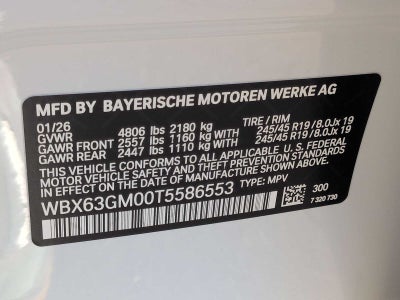 MFD BY BAYERISCHE MOTOREN WERKE AG
01/26 TIRE / RIM
GVWR 4806 lbs 2180 kg
GAWR FRONT 2557 lbs 1160 kg WITH 245/45 R19 / 8.0Jx 19
GAWR REAR 2447 lbs 1110 kg WITH 245/45 R19 / 8.0Jx 19
THIS VEHICLE CONFORMS TO ALL APPLICABLE U.S. FEDERAL
MOTOR VEHICLE SAFETY, BUMPER, AND THEFT PREVENTION
STANDARDS IN EFFECT ON THE DATE OF MANUFACTURE SHOWN ABOVE.
WBX63GM00T5586553 TYPE: MPV
300
7 320 730